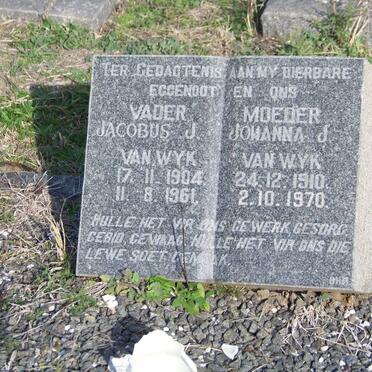 TER GEDAGTENIS AAN MY DIERBARE
EGGENOOT EN ONS
VADER
JACOBUS J.
VAN WYK
17. 11. 1904
11. 8. 1961.
MOEDER
JOHANNA J.
VAN WYK
24. 12. 1910.
2. 10. 1970.
HULLE HET VIR ONS GEWERK, GESORG,
GEBID, GEWAAG, HULLE HET VIR ONS DIE
LEWE SOET GEMAAK.